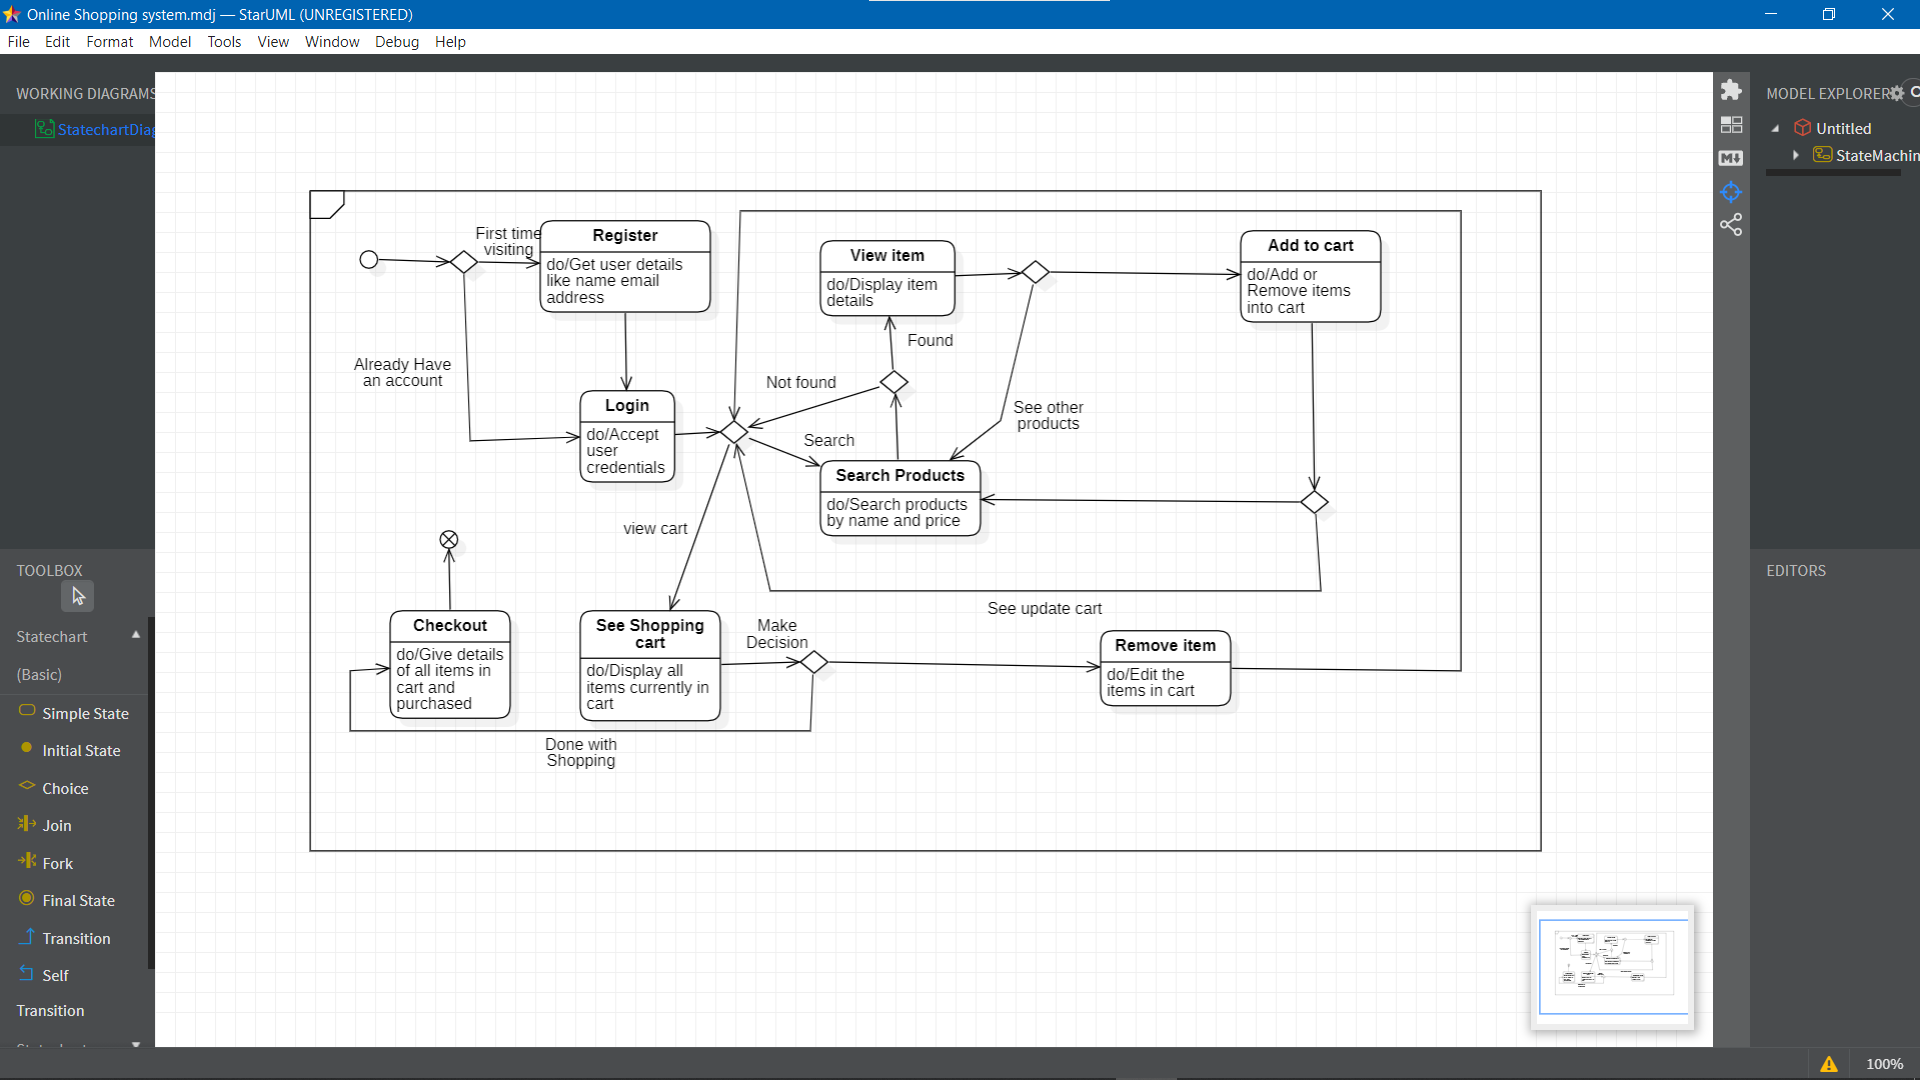 Online Shopping system.mdj — StarUML (UNREGISTERED)
File Edit Format Model Tools View Window Debug Help
WORKING DIAGRAMS
StatechartDiag
MODEL EXPLORER
Untitled
StateMachin
First time
visiting
Register
do/Get user details
like name email
address
View item
do/Display item
details
Add to cart
do/Add or
Remove items
into cart
Found
Already Have
an account
Not found
Login
do/Accept
user
credentials
See other
products
Search
Search Products
do/Search products
by name and price
view cart
See update cart
Checkout
do/Give details
of all items in
cart and
purchased
See Shopping
cart
do/Display all
items currently in
cart
Make
Decision
Remove item
do/Edit the
items in cart
Done with
Shopping
TOOLBOX
Statechart
(Basic)
Simple State
Initial State
Choice
Join
Fork
Final State
Transition
Self
Transition
EDITORS
M
100%